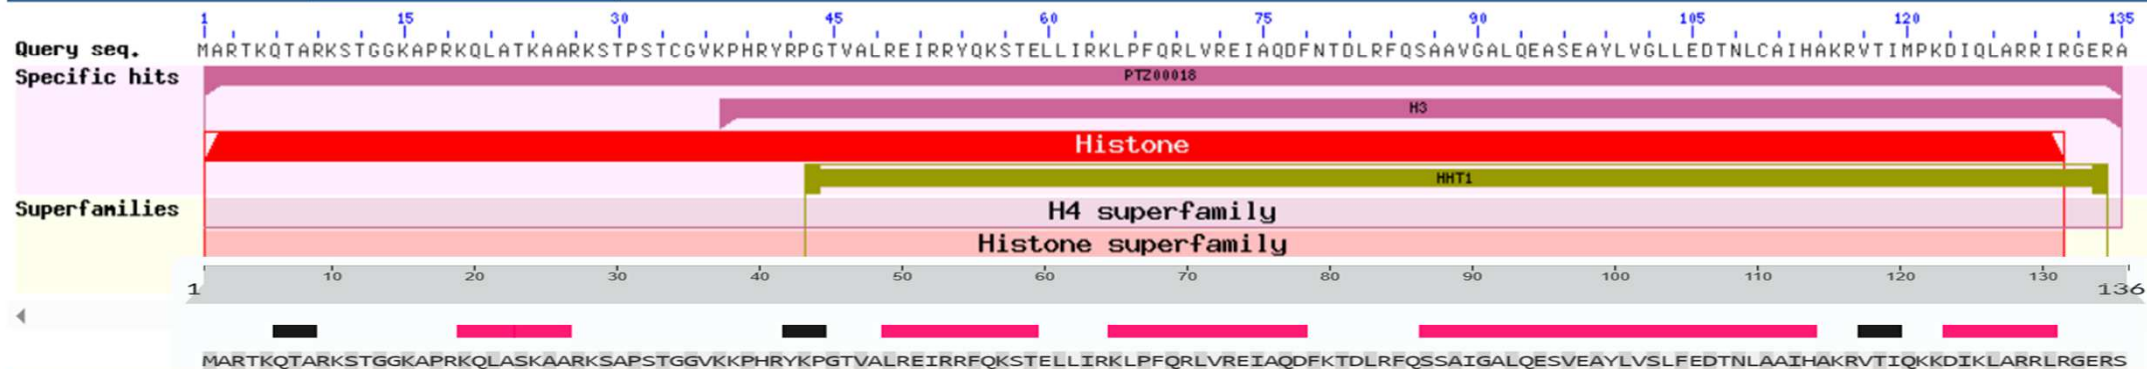 1 15 30 45 60 75 90 105 120 135
Query seq. MARTKQTARKSTGGKAPRKQLATKAARKSTPSTCGVKPHRYRPGTVALREIRRYQKSTELLIRKLPFQRLVREIAQDFNTDLRFQSAAVGALQEASEAYLVGLLEDTNLCAIHAKRVTIMPKDIQLARRIRGERA
Specific hits PTZ00018
H3
Histone
HHT1
Superfamilies H4 superfamily
Histone superfamily
1 10 20 30 40 50 60 70 80 90 100 110 120 130 136
MARTKQTARKSTGGKAPRKQLASKAARKSAPSTGGVKKPHRYKPGTVALREIRRFQKSTELLIRKLPFQRLVREIAQDFKTDLRFQSSAIGALQESVEAYLVSLFEDTNLAAIHAKRVTIQKKDIKLARRLRGERS